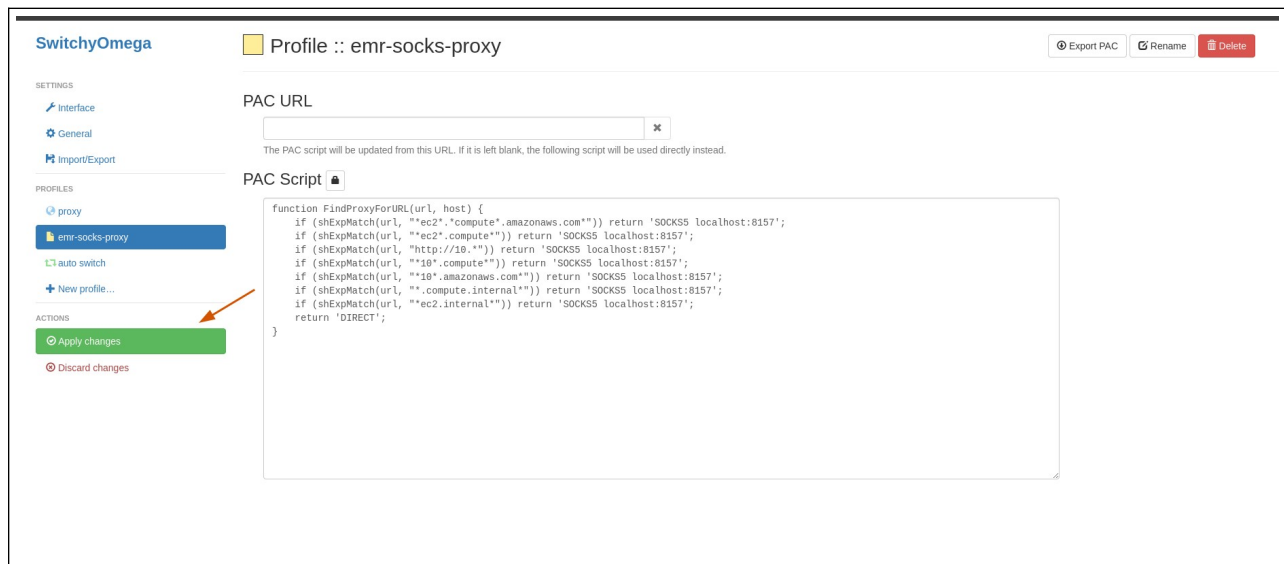 SwitchyOmega
SETTINGS
Interface
General
Import/Export
PROFILES
proxy
emr-socks-proxy
auto switch
New profile…
ACTIONS
Apply changes
Discard changes
Profile :: emr-socks-proxy
Export PAC
Rename
Delete
PAC URL
The PAC script will be updated from this URL. If it is left blank, the following script will be used directly instead.
PAC Script
function FindProxyForURL(url, host) {
    if (shExpMatch(url, "*ec2*.*compute*.amazonaws.com*")) return 'SOCKS5 localhost:8157';
    if (shExpMatch(url, "*ec2*.compute*")) return 'SOCKS5 localhost:8157';
    if (shExpMatch(url, "http://10.*")) return 'SOCKS5 localhost:8157';
    if (shExpMatch(url, "*10*.compute*")) return 'SOCKS5 localhost:8157';
    if (shExpMatch(url, "*10*.amazonaws.com*")) return 'SOCKS5 localhost:8157';
    if (shExpMatch(url, "*.compute.internal*")) return 'SOCKS5 localhost:8157';
    if (shExpMatch(url, "*ec2.internal*")) return 'SOCKS5 localhost:8157';
    return 'DIRECT';
}